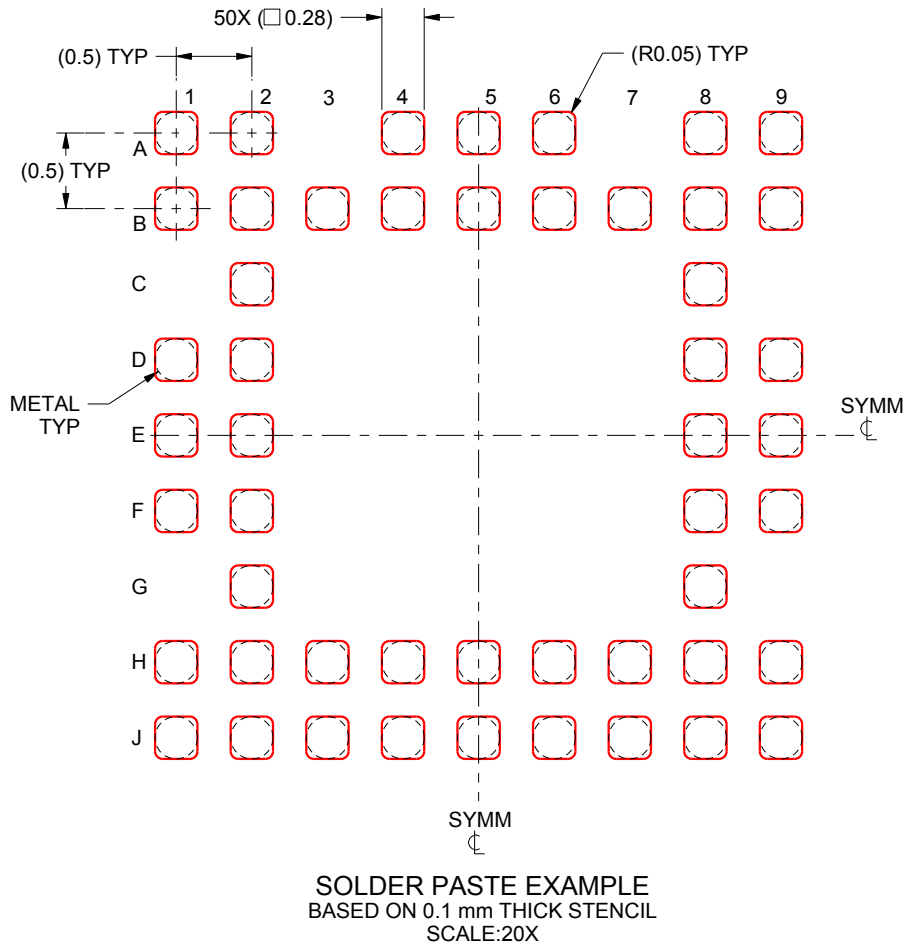 50X (□ 0.28)
(0.5) TYP
(R0.05) TYP
1 2 3 4 5 6 7 8 9
A
(0.5) TYP
B
C
D
METAL
TYP
E
SYMM
℄
F
G
H
J
SYMM
℄
SOLDER PASTE EXAMPLE
BASED ON 0.1 mm THICK STENCIL
SCALE:20X